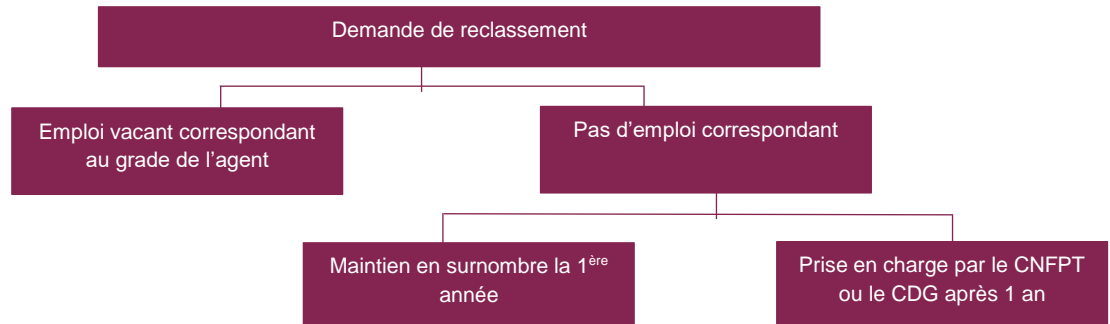 Demande de reclassement
Emploi vacant correspondant
au grade de l’agent
Pas d’emploi correspondant
Maintien en surnombre la 1ère
année
Prise en charge par le CNFPT
ou le CDG après 1 an